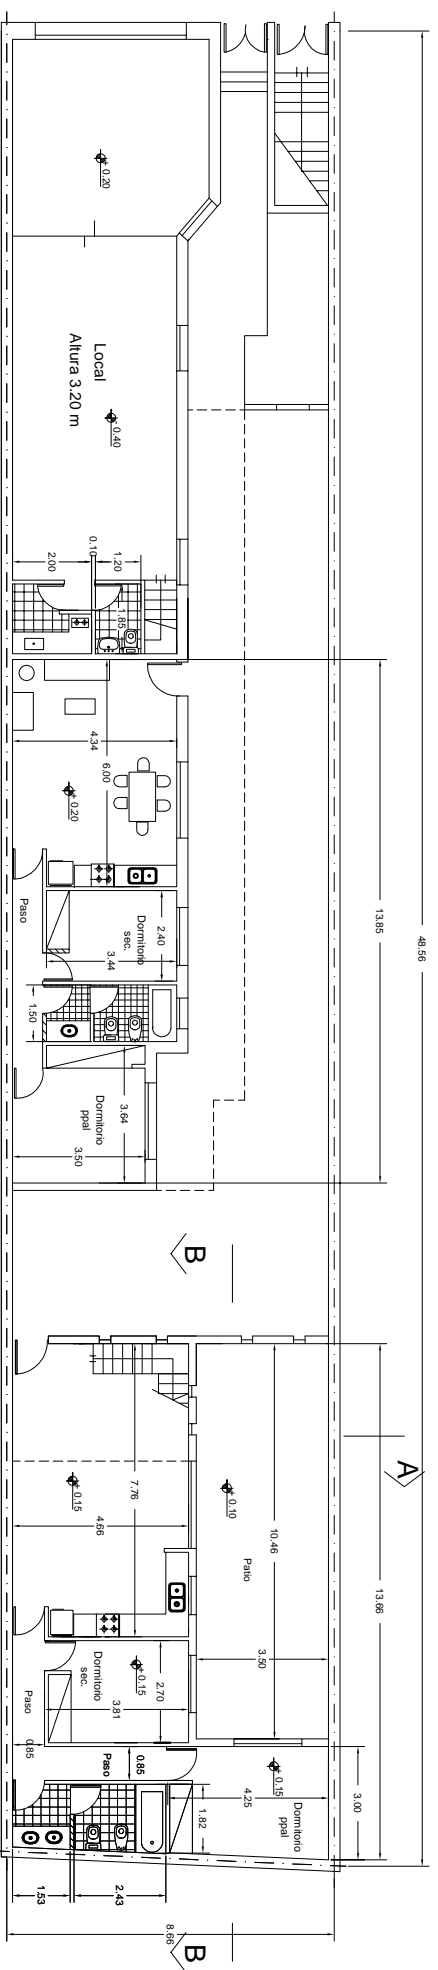 48.56
13.85
13.66
A
+ 0.20
Local
Altura 3.20 m
- 0.40
2.00
0.10
1.20
1.85
4.34
6.00
+ 0.20
Paso
Dormitorio
sec.
2.40
3.44
1.50
3.64
Dormitorio
ppal
3.50
B
7.76
+ 0.15
4.66
+ 0.10
10.46
Patio
3.50
+ 0.15
Dormitorio
sec.
2.70
3.81
Paso
0.85
Paso
0.85
+ 0.15
Dormitorio
ppal
3.00
4.25
1.82
1.53
2.43
8.66
B